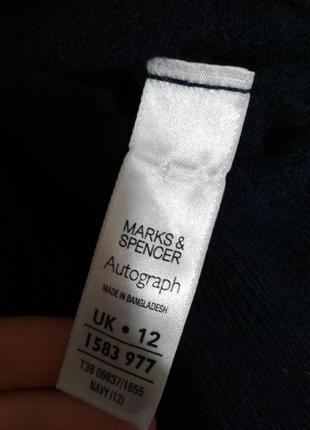 MARKS &
SPENCER
Autograph
MADE IN BANGLADESH
UK • 12
1583 977
T38 09837/1855
NAVY (12)